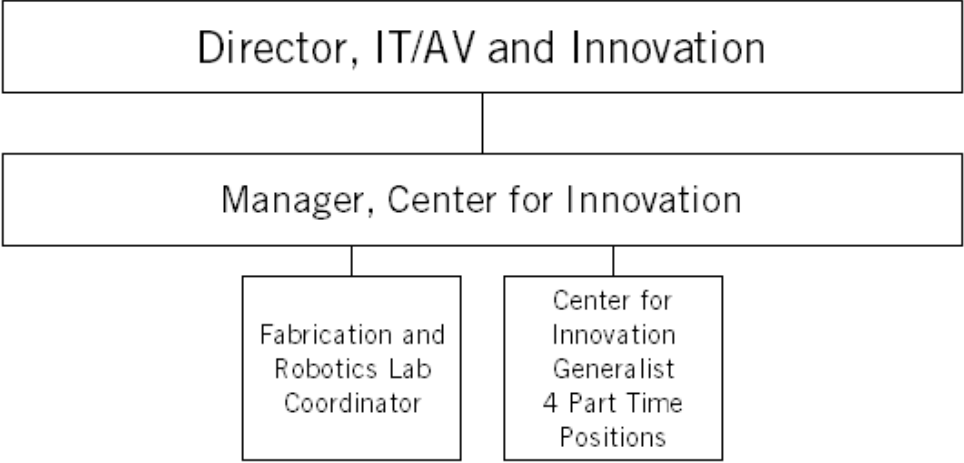 Director, IT/AV and Innovation
Manager, Center for Innovation
Fabrication and
Robotics Lab
Coordinator
Center for
Innovation
Generalist
4 Part Time
Positions